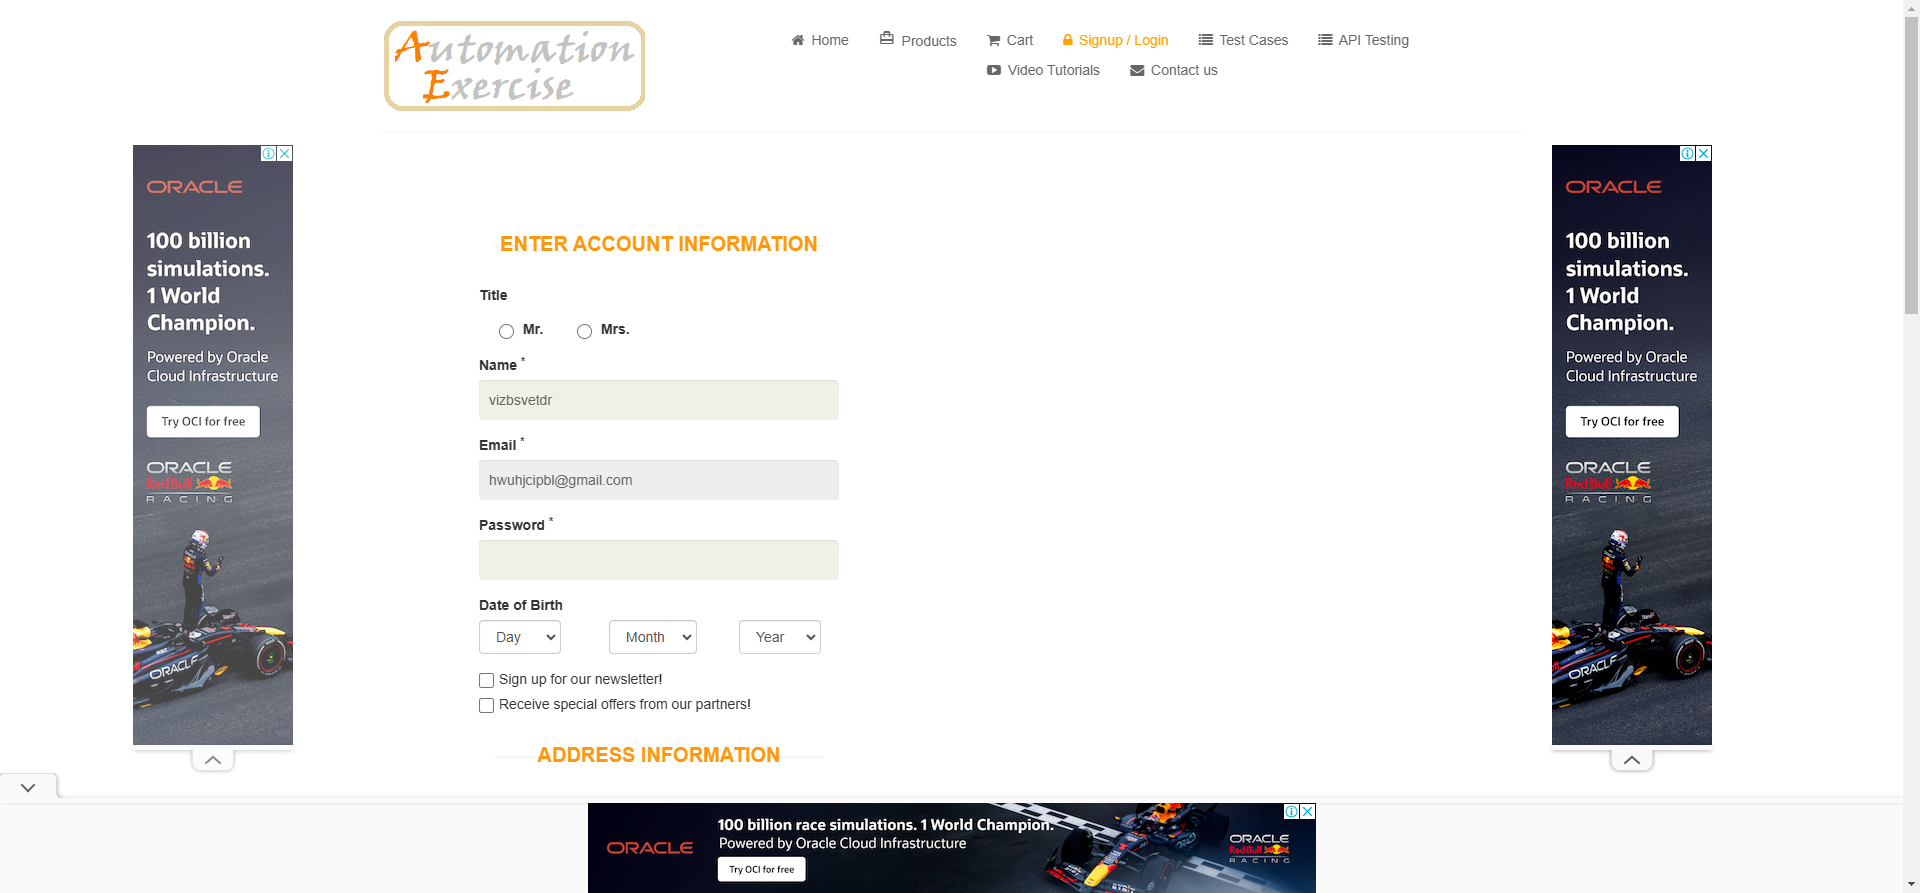 Automation
Exercise
Home
Products
Cart
Signup / Login
Test Cases
API Testing
Video Tutorials
Contact us
ORACLE
100 billion
simulations.
1 World
Champion.
Powered by Oracle
Cloud Infrastructure
Try OCI for free
ORACLE
Red Bull
RACING
ORACLE
ENTER ACCOUNT INFORMATION
Title
Mr.
Mrs.
Name *
vizbsvetdr
Email *
hwuhjcipbl@gmail.com
Password *
Date of Birth
Day
Month
Year
Sign up for our newsletter!
Receive special offers from our partners!
ADDRESS INFORMATION
ORACLE
100 billion
simulations.
1 World
Champion.
Powered by Oracle
Cloud Infrastructure
Try OCI for free
ORACLE
Red Bull
RACING
ORACLE
ORACLE
100 billion race simulations. 1 World Champion.
Powered by Oracle Cloud Infrastructure
Try OCI for free
ORACLE
Red Bull
RACING